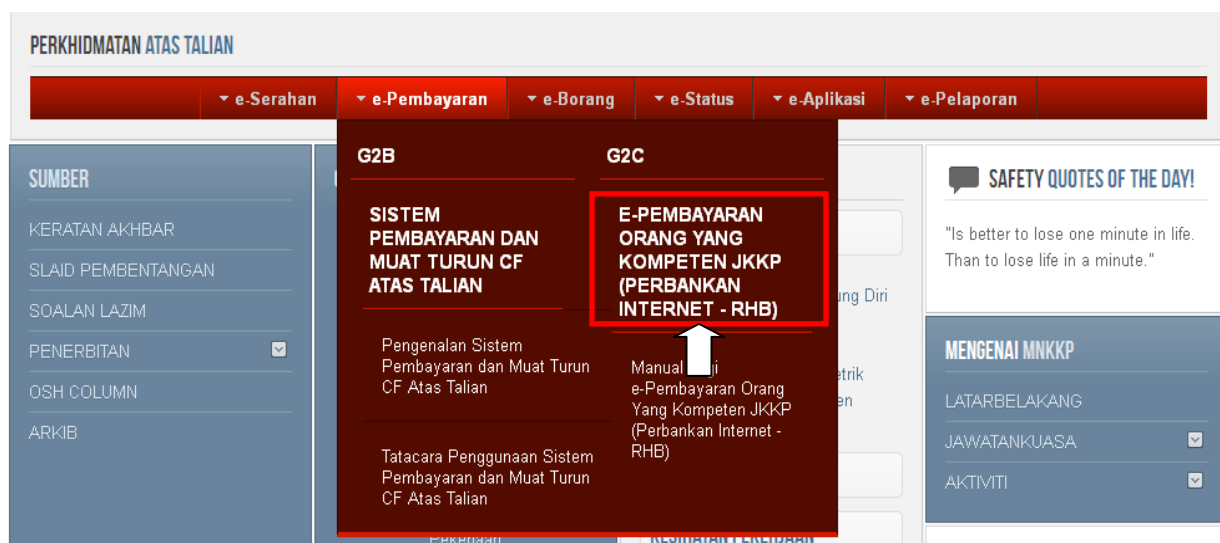 PERKHIDMATAN ATAS TALIAN
e-Serahan
e-Pembayaran
e-Borang
e-Status
e-Aplikasi
e-Pelaporan
SUMBER
KERATAN AKHBAR
SLAID PEMBENTANGAN
SOALAN LAZIM
PENERBITAN
OSH COLUMN
ARKIB
G2B
SISTEM
PEMBAYARAN DAN
MUAT TURUN CF
ATAS TALIAN
Pengenalan Sistem
Pembayaran dan Muat Turun
CF Atas Talian
Tatacara Penggunaan Sistem
Pembayaran dan Muat Turun
CF Atas Talian
G2C
E-PEMBAYARAN
ORANG YANG
KOMPETEN JKKP
(PERBANKAN
INTERNET - RHB)
Manual
e-Pembayaran Orang
Yang Kompeten JKKP
(Perbankan Internet -
RHB)
Diri
SAFETY QUOTES OF THE DAY!
"Is better to lose one minute in life.
Than to lose life in a minute."
MENGENAI MNKKP
LATARBELAKANG
JAWATANKUASA
AKTIVITI